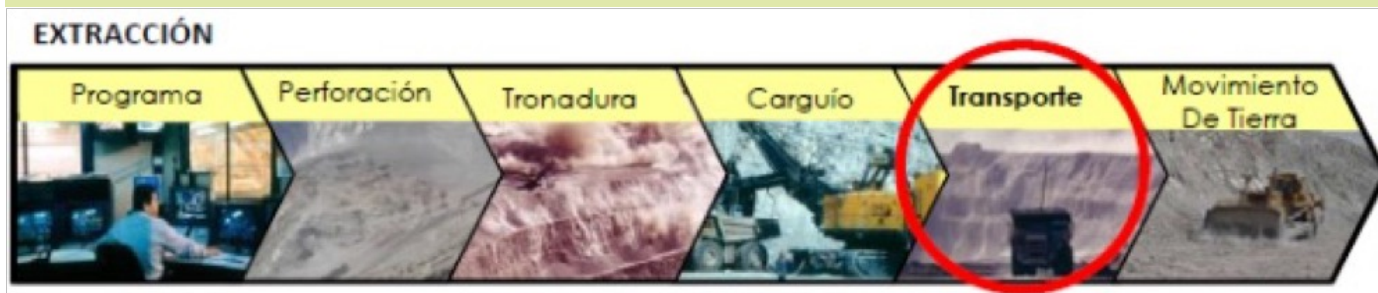 EXTRACCIÓN
Programa
Perforación
Tronadura
Carguío
Transporte
Movimiento
De Tierra